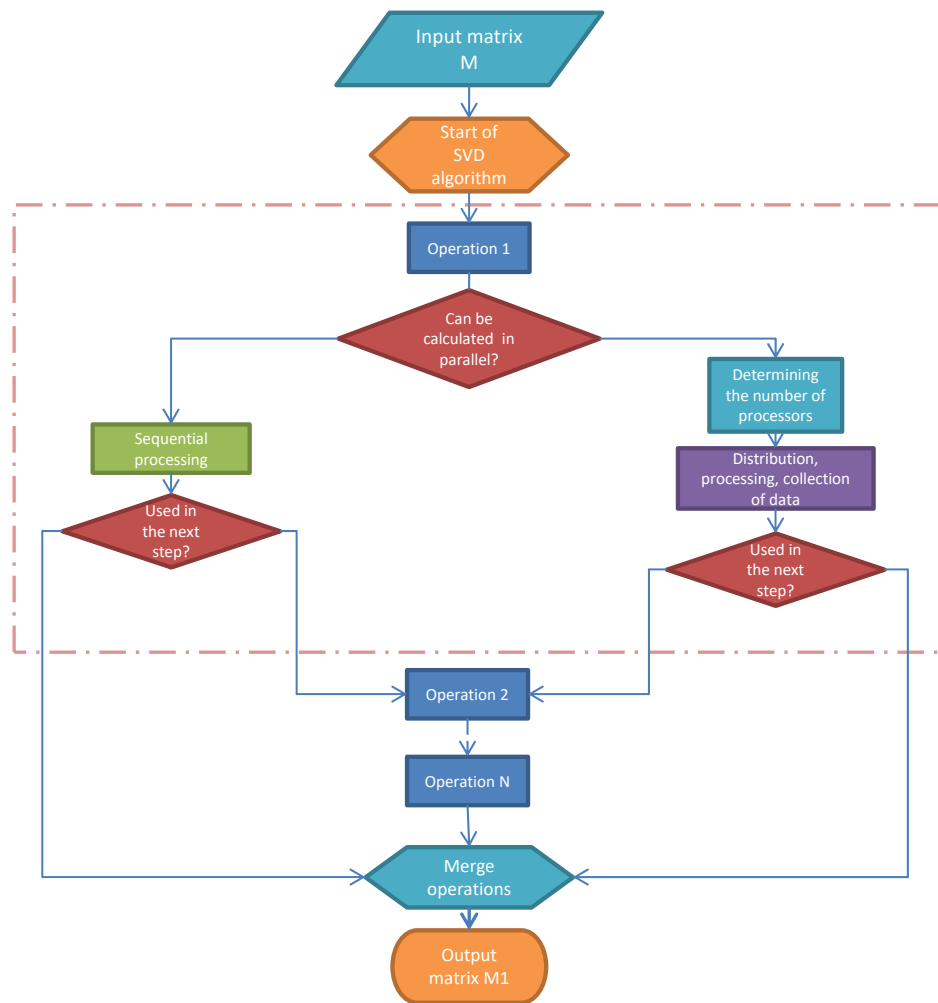 Input matrix
M
Start of
SVD
algorithm
Operation 1
Can be
calculated in
parallel?
Determining
the number of
processors
Sequential
processing
Distribution,
processing, collection
of data
Used in
the next
step?
Used in
the next
step?
Operation 2
Operation N
Merge
operations
Output
matrix M1